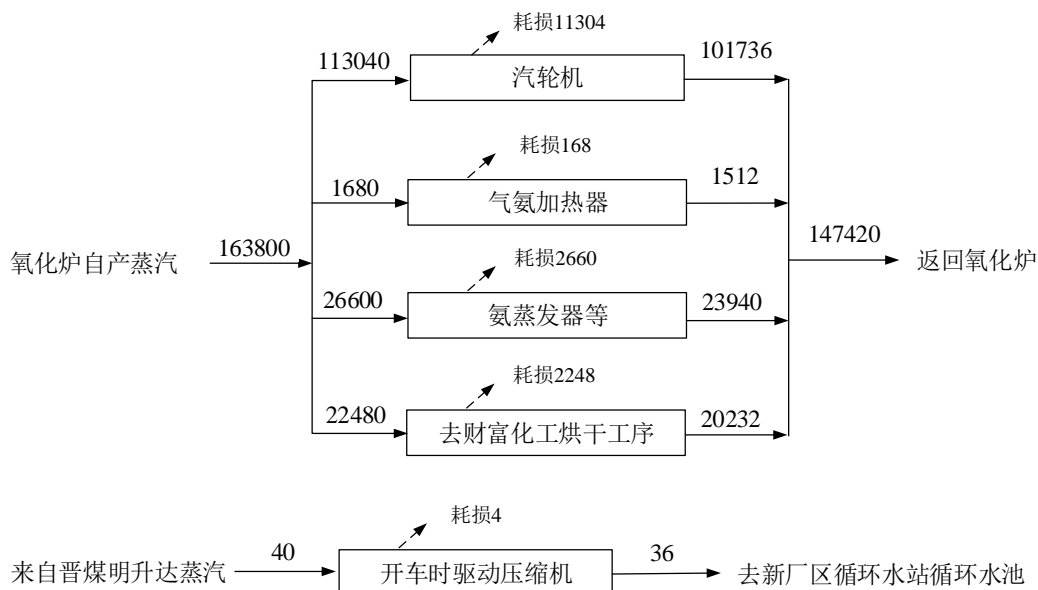 耗损11304
113040
汽轮机
101736
耗损168
1680
气氨加热器
1512
氧化炉自产蒸汽
163800
147420
返回氧化炉
耗损2660
26600
氨蒸发器等
23940
耗损2248
22480
去财富化工烘干工序
20232
耗损4
来自晋煤明升达蒸汽
40
开车时驱动压缩机
36
去新厂区循环水站循环水池